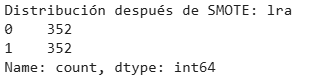 Distribución después de SMOTE: lra
0    352
1    352
Name: count, dtype: int64